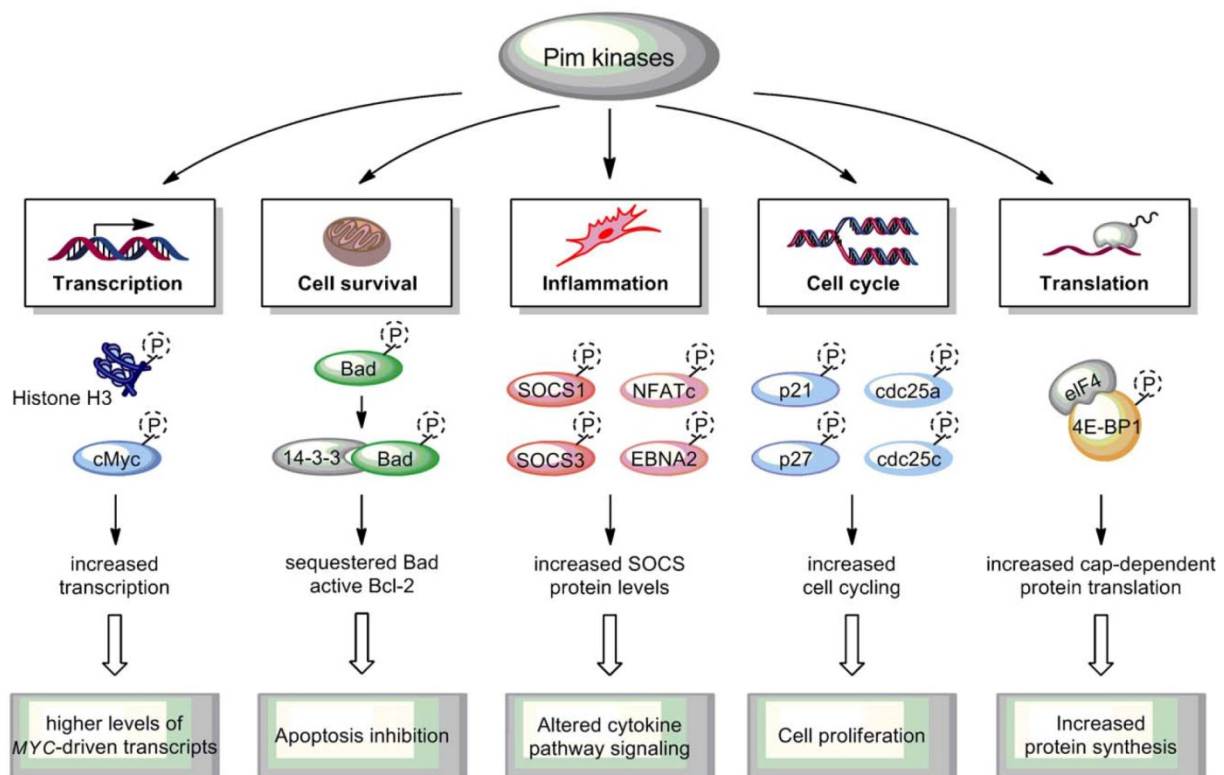 Pim kinases
Transcription
Cell survival
Inflammation
Cell cycle
Translation
P
Histone H3
P
cMyc
increased
transcription
higher levels of
MYC-driven transcripts
P
Bad
P
14-3-3
Bad
sequestered Bad
active Bcl-2
Apoptosis inhibition
P
SOCS1
P
NFATc
P
SOCS3
P
EBNA2
increased SOCS
protein levels
Altered cytokine
pathway signaling
P
p21
P
cdc25a
P
p27
P
cdc25c
increased
cell cycling
Cell proliferation
eIF4
P
4E-BP1
increased cap-dependent
protein translation
Increased
protein synthesis